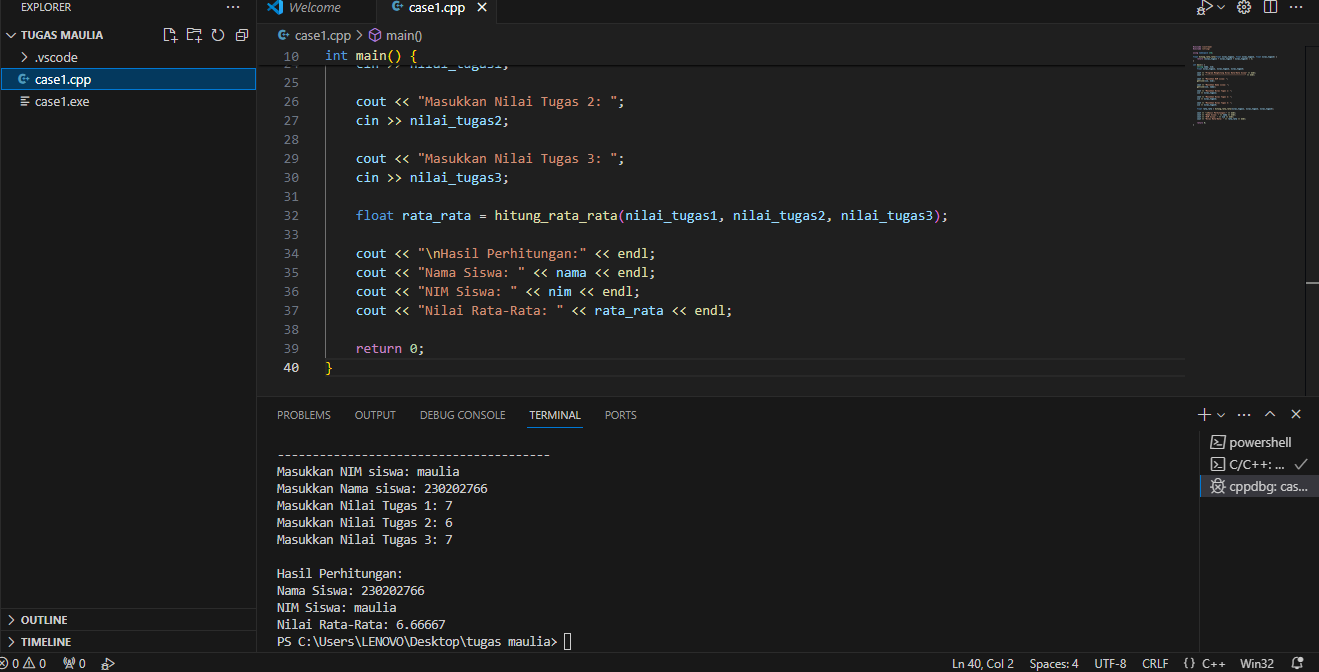 EXPLORER
Welcome
case1.cpp
TUGAS MAULIA
case1.cpp > main()
.vscode
case1.cpp
case1.exe
10 int main() {
24 cin >> nilai_tugas1;
25
26 cout << "Masukkan Nilai Tugas 2: ";
27 cin >> nilai_tugas2;
28
29 cout << "Masukkan Nilai Tugas 3: ";
30 cin >> nilai_tugas3;
31
32 float rata_rata = hitung_rata_rata(nilai_tugas1, nilai_tugas2, nilai_tugas3);
33
34 cout << "\nHasil Perhitungan:" << endl;
35 cout << "Nama Siswa: " << nama << endl;
36 cout << "NIM Siswa: " << nim << endl;
37 cout << "Nilai Rata-Rata: " << rata_rata << endl;
38
39 return 0;
40 }
PROBLEMS OUTPUT DEBUG CONSOLE TERMINAL PORTS
---------------------------------------
Masukkan NIM siswa: maulia
Masukkan Nama siswa: 230202766
Masukkan Nilai Tugas 1: 7
Masukkan Nilai Tugas 2: 6
Masukkan Nilai Tugas 3: 7
Hasil Perhitungan:
Nama Siswa: 230202766
NIM Siswa: maulia
Nilai Rata-Rata: 6.66667
PS C:\Users\LENOVO\Desktop\tugas maulia>
powershell
C/C++: ...
cppdbg: cas...
OUTLINE
TIMELINE
0 0 0
Ln 40, Col 2 Spaces: 4 UTF-8 CRLF {} C++ Win32